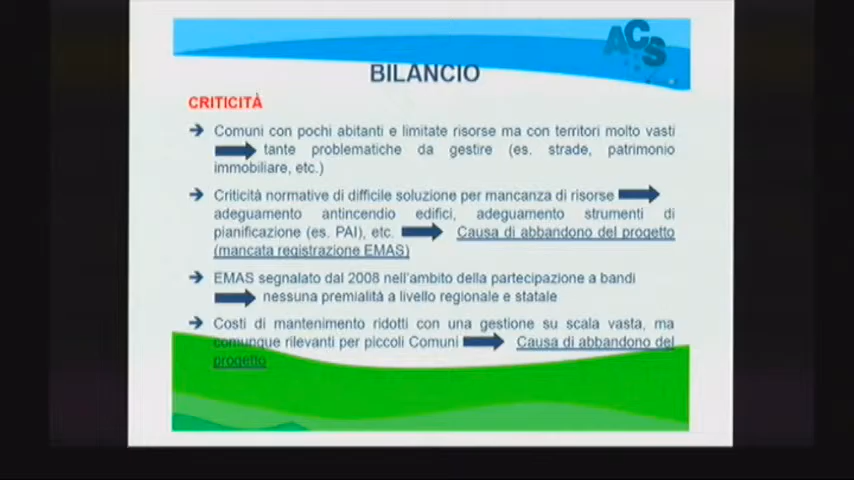 ACS
BILANCIO
CRITICITÀ
Comuni con pochi abitanti e limitate risorse ma con territori molto vasti
tante problematiche da gestire (es. strade, patrimonio
immobiliare, etc.)
Criticità normative di difficile soluzione per mancanza di risorse
adeguamento antincendio edifici, adeguamento strumenti di
pianificazione (es. PAI), etc. Causa di abbandono del progetto
(mancata registrazione EMAS)
EMAS segnalato dal 2008 nell'ambito della partecipazione a bandi
nessuna premialità a livello regionale e statale
Costi di mantenimento ridotti con una gestione su scala vasta, ma
comunque rilevanti per piccoli Comuni Causa di abbandono del
progetto